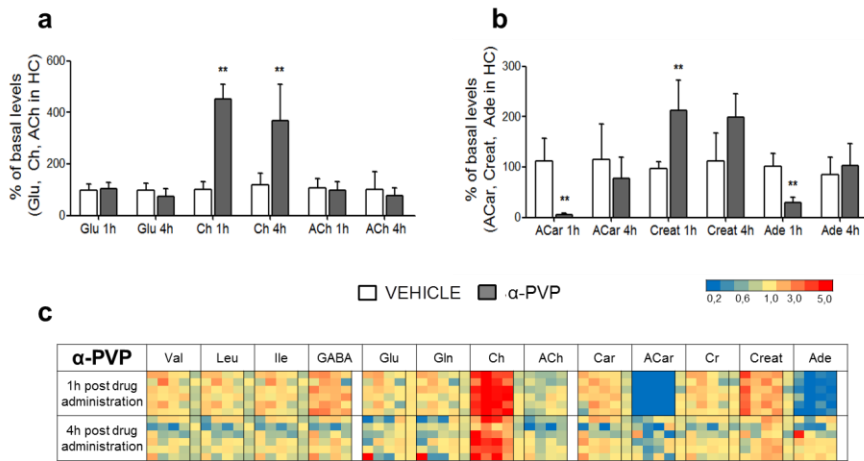 a
% of basal levels
(Glu, Ch, ACh in HC)
600
400
200
0
**
**
Glu 1h Glu 4h Ch 1h Ch 4h ACh 1h ACh 4h
b
% of basal levels
(ACar, Creat, Ade in HC)
300
200
100
0
**
**
**
ACar 1h ACar 4h Creat 1h Creat 4h Ade 1h Ade 4h
VEHICLE α-PVP
0,2 0,6 1,0 3,0 5,0
c
α-PVP Val Leu Ile GABA Glu Gln Ch ACh Car ACar Cr Creat Ade
1h post drug
administration
4h post drug
administration